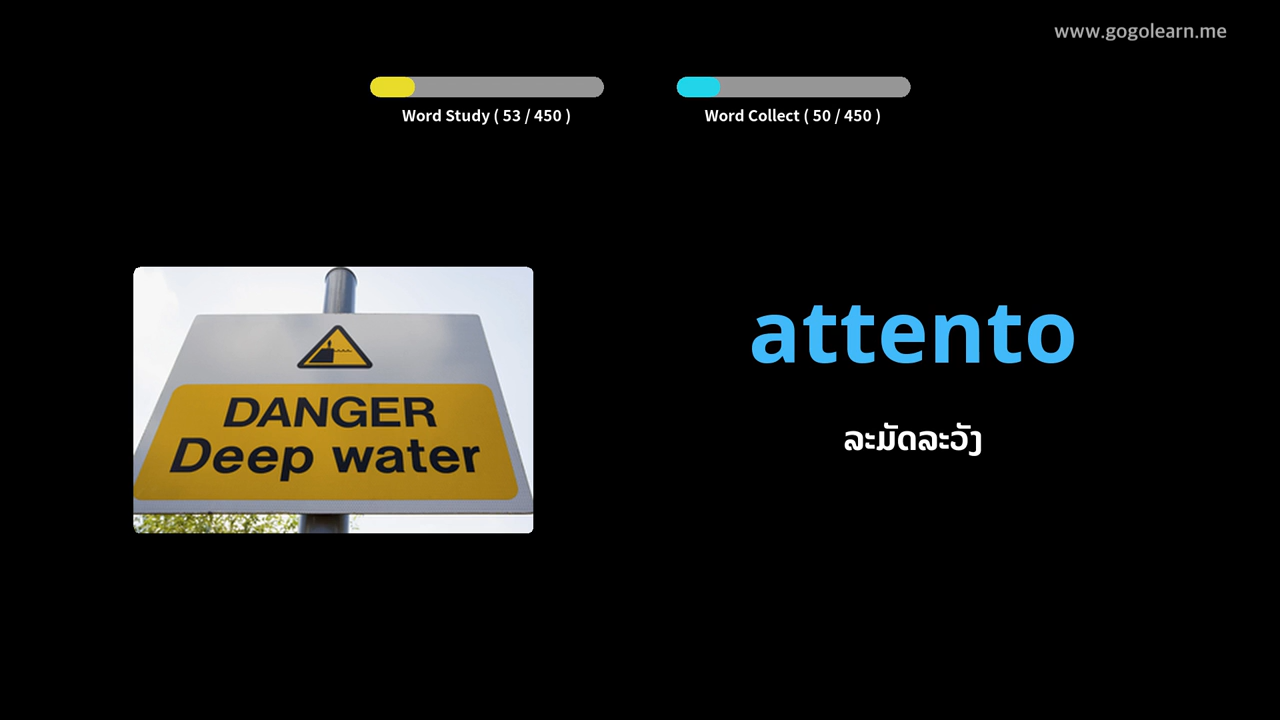 www.gogolearn.me
Word Study ( 53 / 450 )
Word Collect ( 50 / 450 )
DANGER
Deep water
attento
ລະມັດລະວັງ